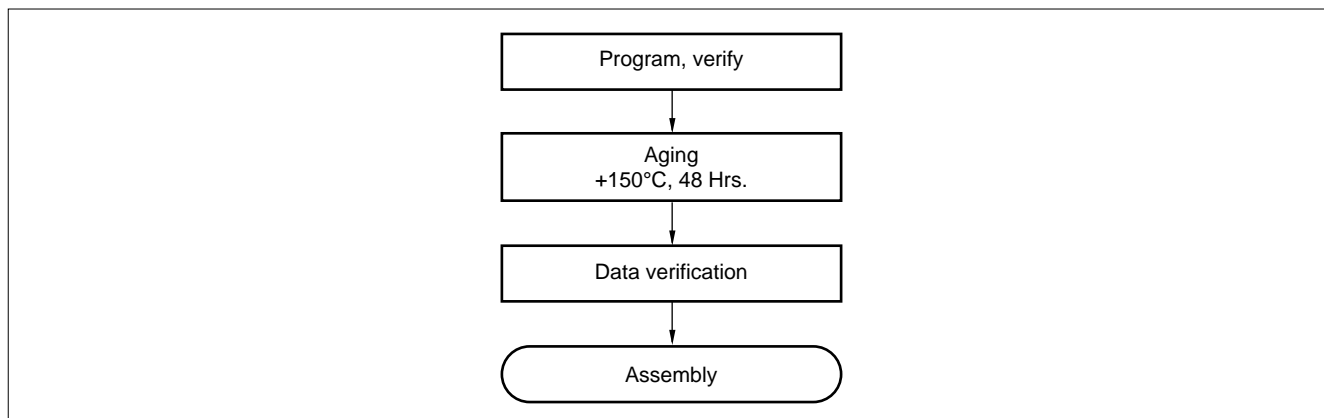 Program, verify
Aging
+150°C, 48 Hrs.
Data verification
Assembly